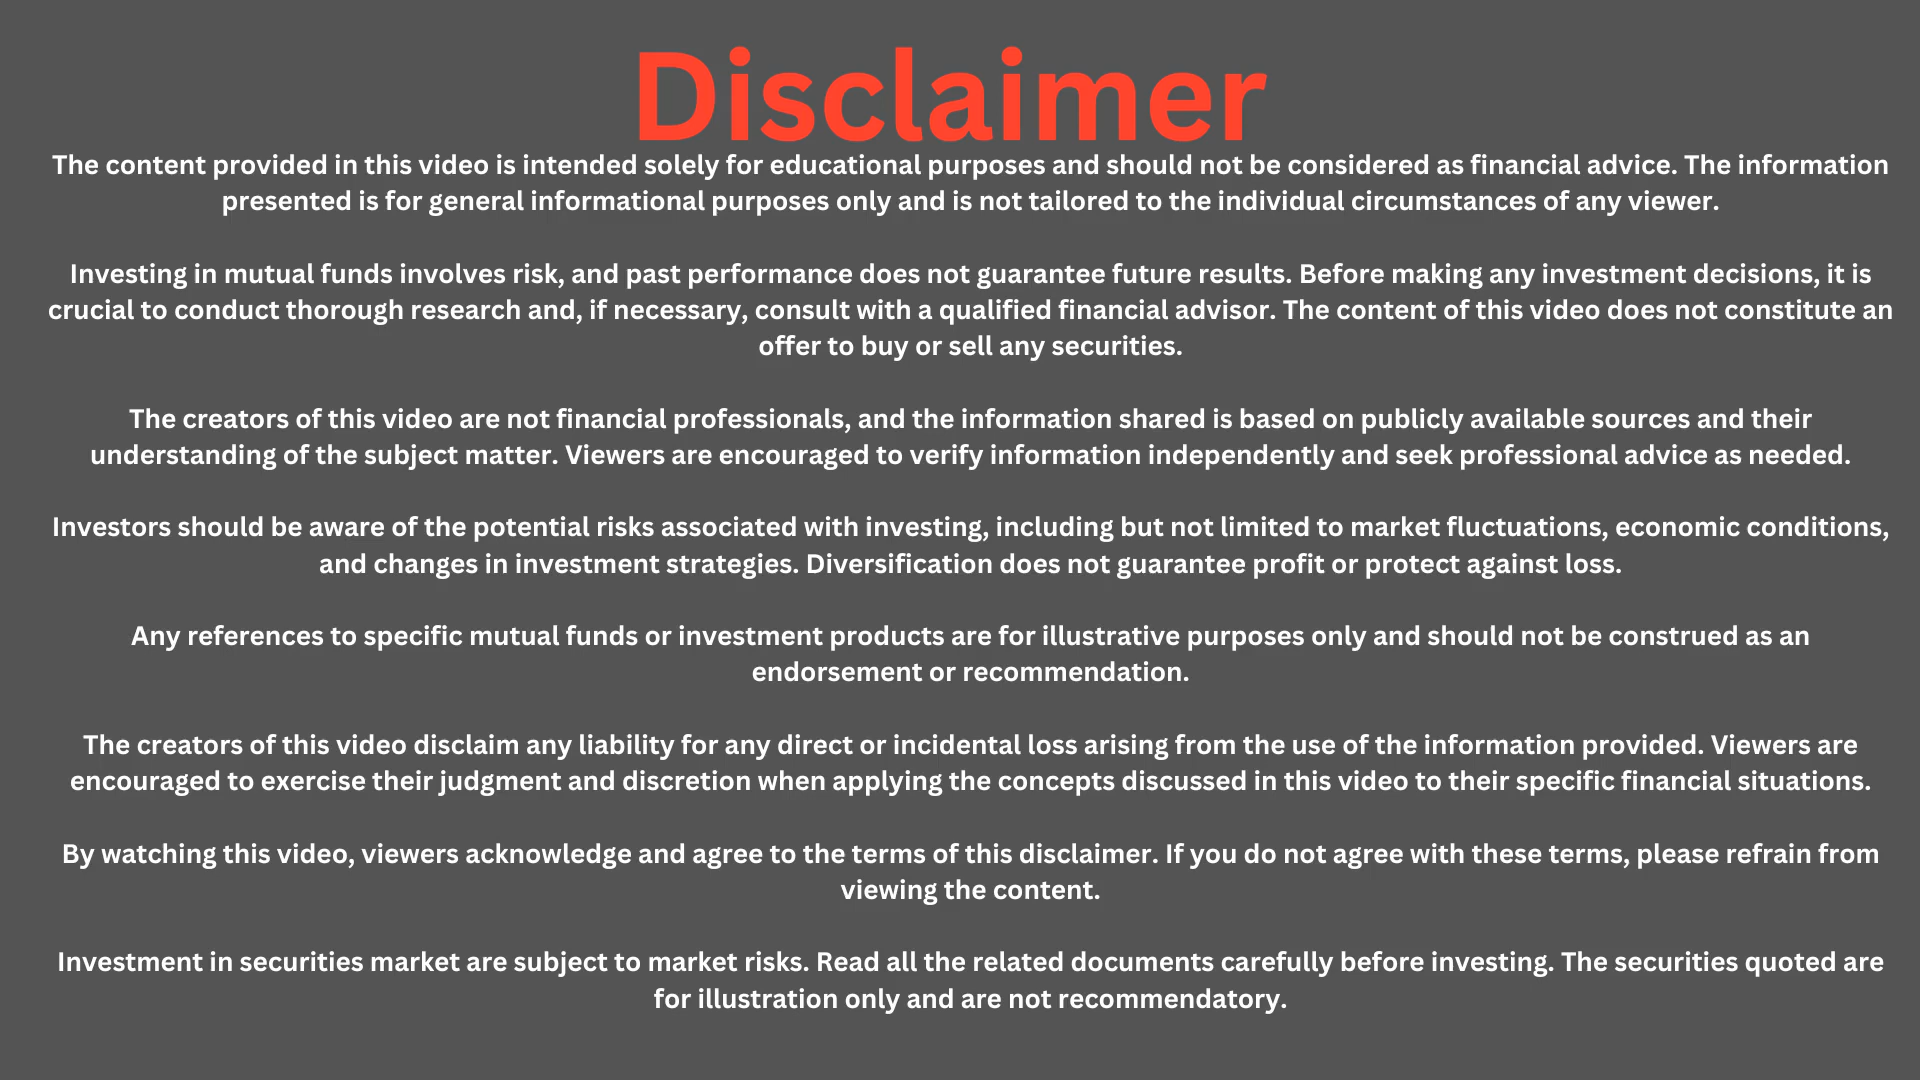 Disclaimer
The content provided in this video is intended solely for educational purposes and should not be considered as financial advice. The information
presented is for general informational purposes only and is not tailored to the individual circumstances of any viewer.
Investing in mutual funds involves risk, and past performance does not guarantee future results. Before making any investment decisions, it is
crucial to conduct thorough research and, if necessary, consult with a qualified financial advisor. The content of this video does not constitute an
offer to buy or sell any securities.
The creators of this video are not financial professionals, and the information shared is based on publicly available sources and their
understanding of the subject matter. Viewers are encouraged to verify information independently and seek professional advice as needed.
Investors should be aware of the potential risks associated with investing, including but not limited to market fluctuations, economic conditions,
and changes in investment strategies. Diversification does not guarantee profit or protect against loss.
Any references to specific mutual funds or investment products are for illustrative purposes only and should not be construed as an
endorsement or recommendation.
The creators of this video disclaim any liability for any direct or incidental loss arising from the use of the information provided. Viewers are
encouraged to exercise their judgment and discretion when applying the concepts discussed in this video to their specific financial situations.
By watching this video, viewers acknowledge and agree to the terms of this disclaimer. If you do not agree with these terms, please refrain from
viewing the content.
Investment in securities market are subject to market risks. Read all the related documents carefully before investing. The securities quoted are
for illustration only and are not recommendatory.